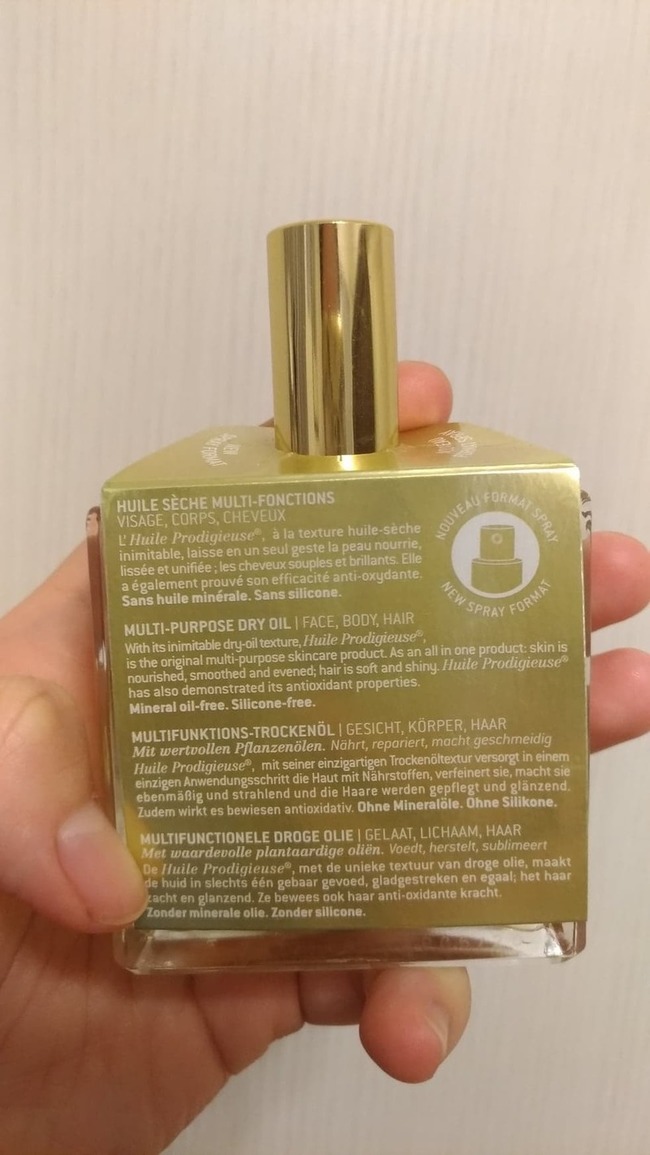 NEW
SPRAY FORMAT
HUILE SÈCHE MULTI-FONCTIONS
VISAGE, CORPS, CHEVEUX
L'Huile Prodigieuse®, à la texture huile-sèche
inimitable, laisse en un seul geste la peau nourrie,
lissée et unifiée ; les cheveux souples et brillants. Elle
a également prouvé son efficacité anti-oxydante.
Sans huile minérale. Sans silicone.
NOUVEAU FORMAT SPRAY
NEW SPRAY FORMAT
MULTI-PURPOSE DRY OIL | FACE, BODY, HAIR
With its inimitable dry-oil texture, Huile Prodigieuse®,
is the original multi-purpose skincare product. As an all in one product: skin is
nourished, smoothed and evened; hair is soft and shiny. Huile Prodigieuse®
has also demonstrated its antioxidant properties.
Mineral oil-free. Silicone-free.
MULTIFUNKTIONS-TROCKENÖL | GESICHT, KÖRPER, HAAR
Mit wertvollen Pflanzenölen. Nährt, repariert, macht geschmeidig
Huile Prodigieuse®, mit seiner einzigartigen Trockenöltextur versorgt in einem
einzigen Anwendungsschritt die Haut mit Nährstoffen, verfeinert sie, macht sie
ebenmäßig und strahlend und die Haare werden gepflegt und glänzend.
Zudem wirkt es bewiesen antioxidativ. Ohne Mineralöle. Ohne Silikone.
MULTIFUNCTIONELE DROGE OLIE | GELAAT, LICHAAM, HAAR
Met waardevolle plantaardige oliën. Voedt, herstelt, sublimeert
De Huile Prodigieuse®, met de unieke textuur van droge olie, maakt
de huid in slechts één gebaar gevoed, gladgestreken en egaal; het haar
zacht en glanzend. Ze bewees ook haar anti-oxidante kracht.
Zonder minerale olie. Zonder silicone.